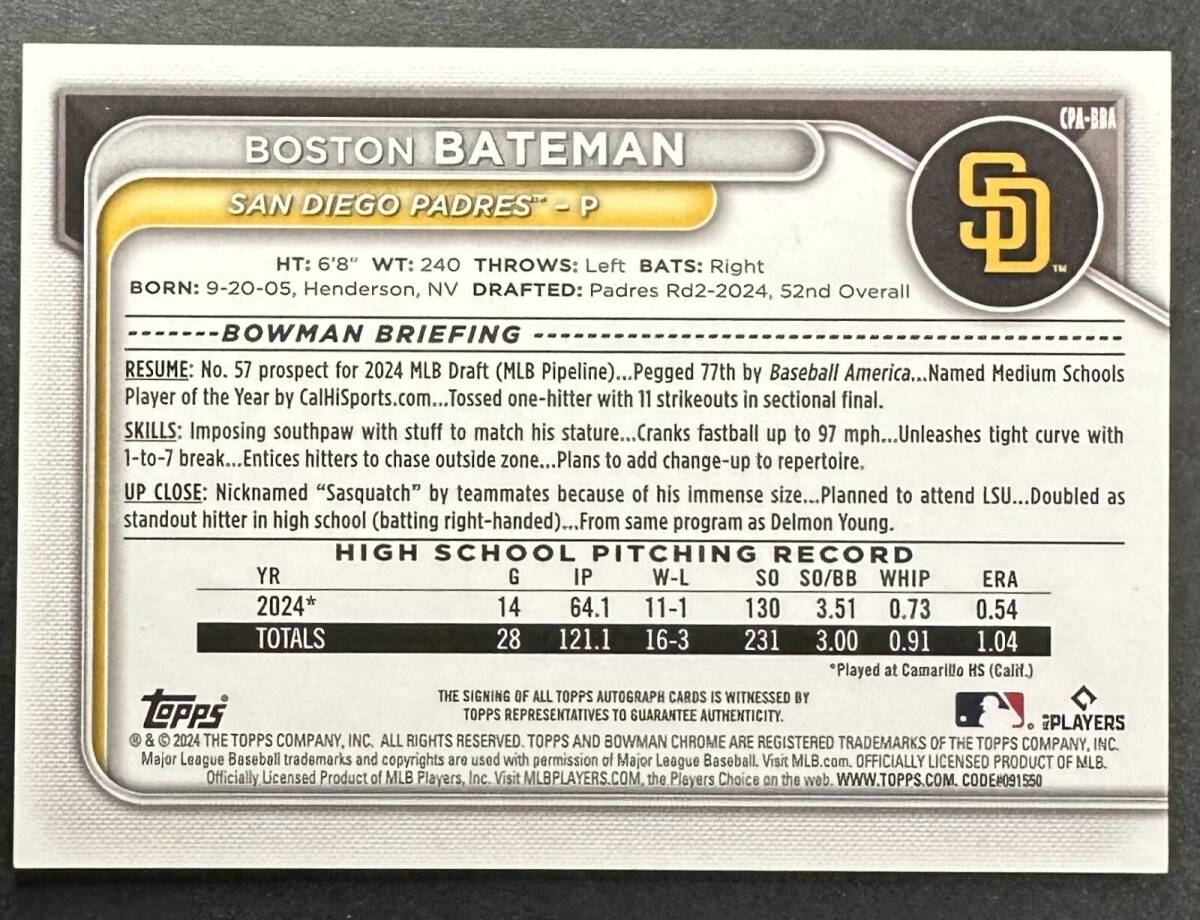 CPA-BBA
BOSTON BATEMAN
SAN DIEGO PADRES™ - P
SD™
HT: 6'8" WT: 240 THROWS: Left BATS: Right
BORN: 9-20-05, Henderson, NV DRAFTED: Padres Rd2-2024, 52nd Overall
BOWMAN BRIEFING
RESUME: No. 57 prospect for 2024 MLB Draft (MLB Pipeline)...Pegged 77th by Baseball America...Named Medium Schools
Player of the Year by CalHiSports.com...Tossed one-hitter with 11 strikeouts in sectional final.
SKILLS: Imposing southpaw with stuff to match his stature...Cranks fastball up to 97 mph...Unleashes tight curve with
1-to-7 break...Entices hitters to chase outside zone...Plans to add change-up to repertoire.
UP CLOSE: Nicknamed “Sasquatch” by teammates because of his immense size...Planned to attend LSU...Doubled as
standout hitter in high school (batting right-handed)...From same program as Delmon Young.
HIGH SCHOOL PITCHING RECORD
YR G IP W-L SO SO/BB WHIP ERA
2024* 14 64.1 11-1 130 3.51 0.73 0.54
TOTALS 28 121.1 16-3 231 3.00 0.91 1.04
*Played at Camarillo HS (Calif.)
Topps®
THE SIGNING OF ALL TOPPS AUTOGRAPH CARDS IS WITNESSED BY
TOPPS REPRESENTATIVES TO GUARANTEE AUTHENTICITY.
PLAYERS
® & © 2024 THE TOPPS COMPANY, INC. ALL RIGHTS RESERVED. TOPPS AND BOWMAN CHROME ARE REGISTERED TRADEMARKS OF THE TOPPS COMPANY, INC.
Major League Baseball trademarks and copyrights are used with permission of Major League Baseball. Visit MLB.com. OFFICIALLY LICENSED PRODUCT OF MLB.
Officially Licensed Product of MLB Players, Inc. Visit MLBPLAYERS.COM, the Players Choice on the web. WWW.TOPPS.COM. CODE#091550